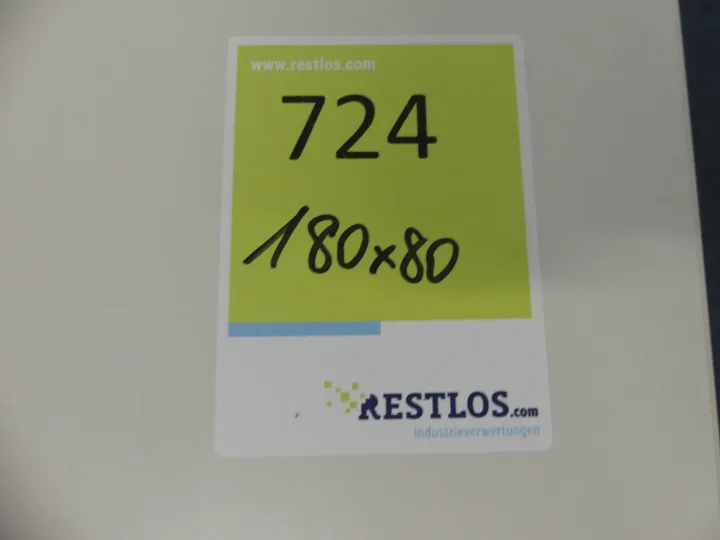 www.restlos.com
724
180x80
RESTLOS.com
Industrieverwertungen